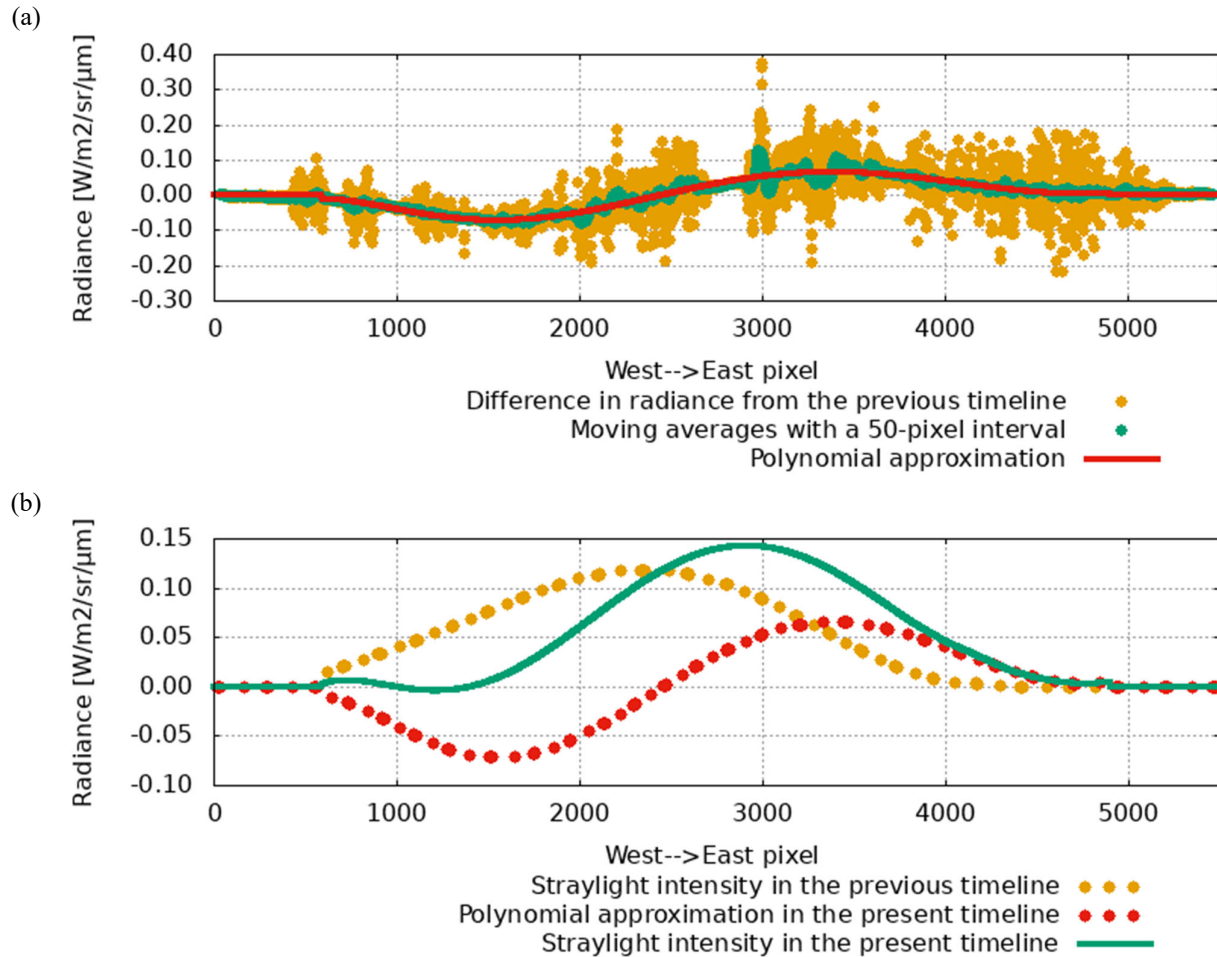 (a)
Radiance [W/m2/sr/μm]
0.40
0.30
0.20
0.10
0.00
-0.10
-0.20
-0.30
0 1000 2000 3000 4000 5000
West-->East pixel
Difference in radiance from the previous timeline
Moving averages with a 50-pixel interval
Polynomial approximation
(b)
Radiance [W/m2/sr/μm]
0.15
0.10
0.05
0.00
-0.05
-0.10
0 1000 2000 3000 4000 5000
West-->East pixel
Straylight intensity in the previous timeline
Polynomial approximation in the present timeline
Straylight intensity in the present timeline